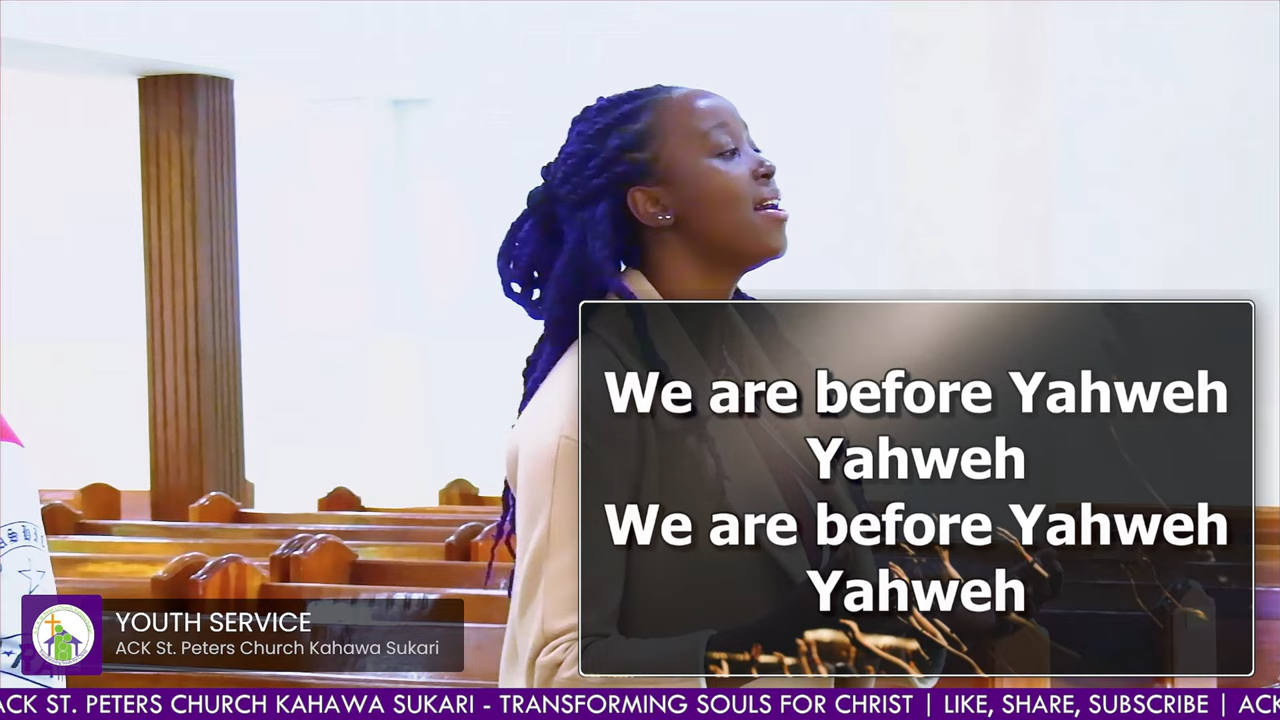 We are before Yahweh
Yahweh
We are before Yahweh
Yahweh
YOUTH SERVICE
ACK St. Peters Church Kahawa Sukari
ACK ST. PETERS CHURCH KAHAWA SUKARI - TRANSFORMING SOULS FOR CHRIST | LIKE, SHARE, SUBSCRIBE | ACK